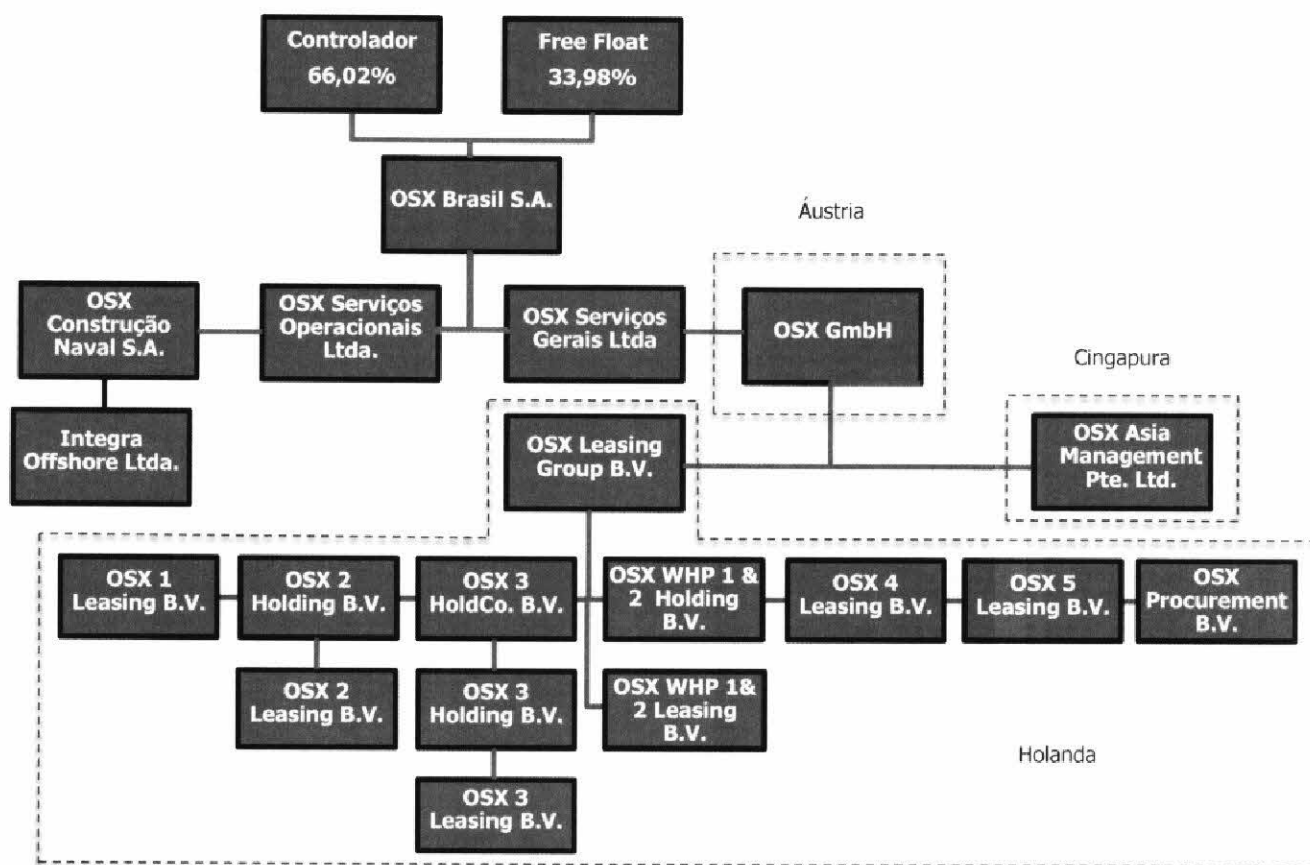 Controlador
66,02%
Free Float
33,98%
OSX Brasil S.A.
Áustria
OSX
Construção
Naval S.A.
OSX Serviços
Operacionais
Ltda.
OSX Serviços
Gerais Ltda
OSX GmbH
Cingapura
Integra
Offshore Ltda.
OSX Leasing
Group B.V.
OSX Asia
Management
Pte. Ltd.
OSX 1
Leasing B.V.
OSX 2
Holding B.V.
OSX 3
HoldCo. B.V.
OSX WHP 1 &
2 Holding
B.V.
OSX 4
Leasing B.V.
OSX 5
Leasing B.V.
OSX
Procurement
B.V.
OSX 2
Leasing B.V.
OSX 3
Holding B.V.
OSX WHP 1&
2 Leasing
B.V.
Holanda
OSX 3
Leasing B.V.